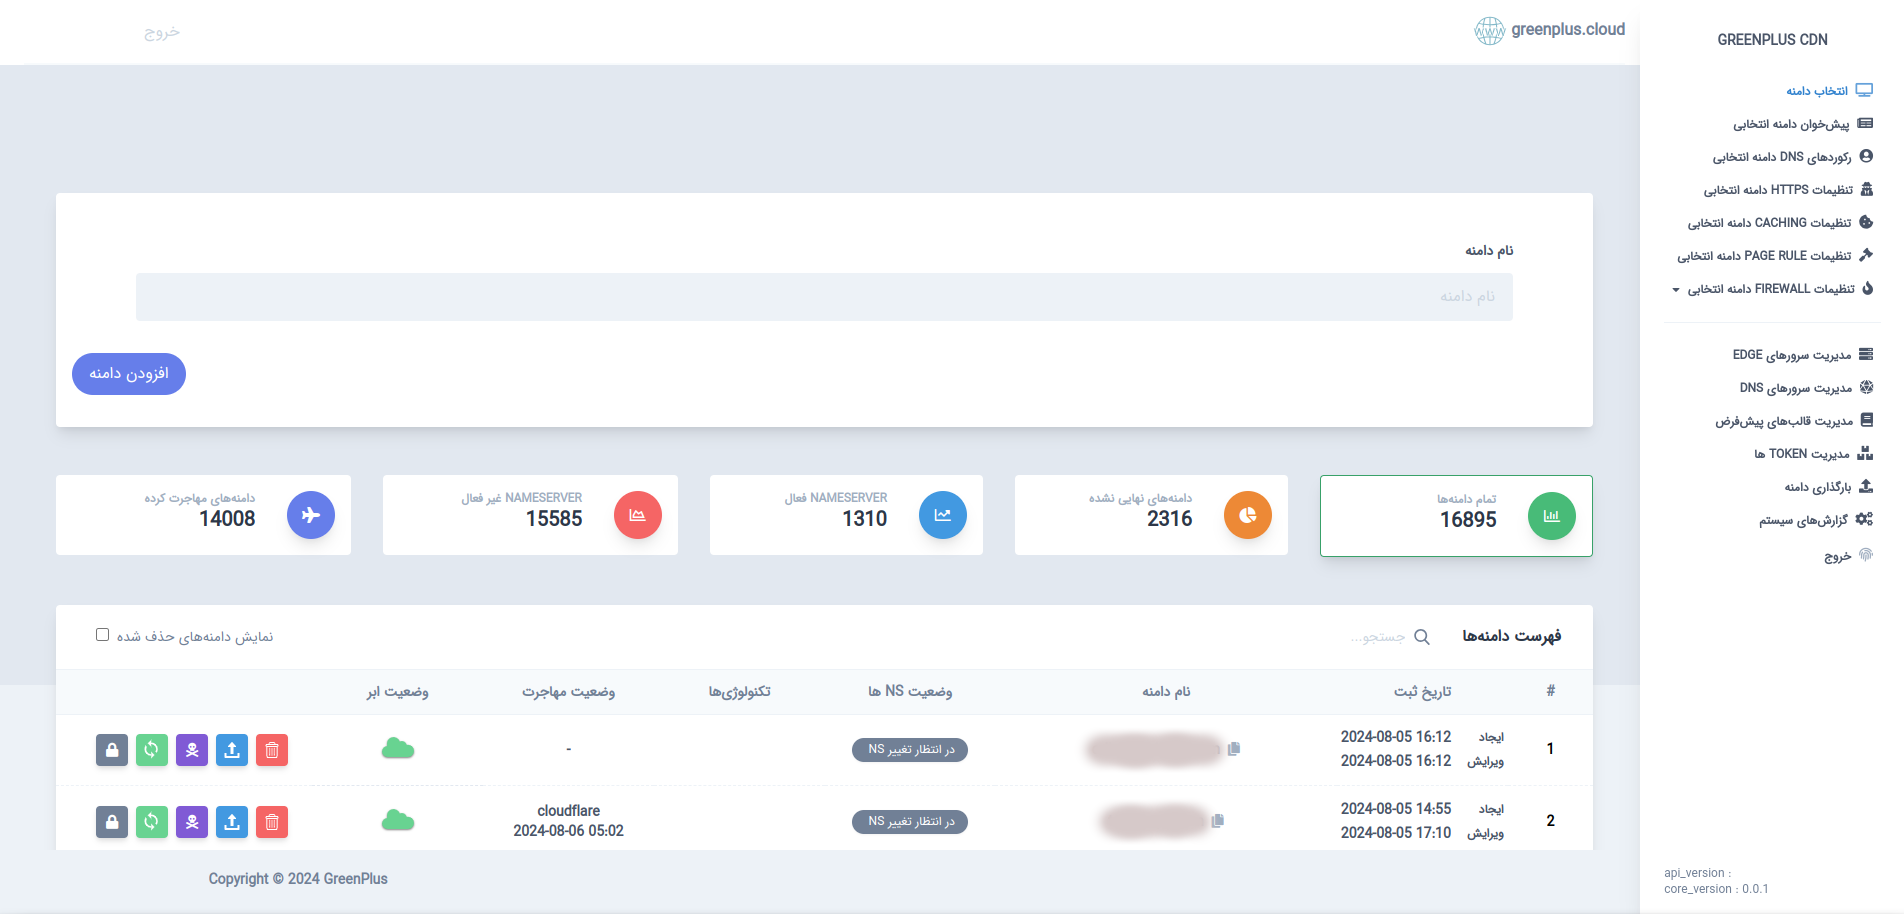 greenplus.cloud
خروج
GREENPLUS CDN
انتخاب دامنه
پیش‌خوان دامنه انتخابی
رکوردهای DNS دامنه انتخابی
تنظیمات HTTPS دامنه انتخابی
تنظیمات CACHING دامنه انتخابی
تنظیمات PAGE RULE دامنه انتخابی
تنظیمات FIREWALL دامنه انتخابی
مدیریت سرورهای EDGE
مدیریت سرورهای DNS
مدیریت قالب‌های پیش‌فرض
مدیریت TOKEN ها
بارگذاری دامنه
گزارش‌های سیستم
خروج
api_version :
core_version : 0.0.1
نام دامنه
نام دامنه
افزودن دامنه
تمام دامنه‌ها
16895
دامنه‌های نهایی نشده
2316
NAMESERVER فعال
1310
NAMESERVER غیر فعال
15585
دامنه‌های مهاجرت کرده
14008
فهرست دامنه‌ها
جستجو...
نمایش دامنه‌های حذف شده
# تاریخ ثبت نام دامنه وضعیت NS ها تکنولوژی‌ها وضعیت مهاجرت وضعیت ابر
1
ایجاد 2024-08-05 16:12
ویرایش 2024-08-05 16:12
در انتظار تغییر NS
-
2
ایجاد 2024-08-05 14:55
ویرایش 2024-08-05 17:10
در انتظار تغییر NS
cloudflare
2024-08-06 05:02
Copyright © 2024 GreenPlus